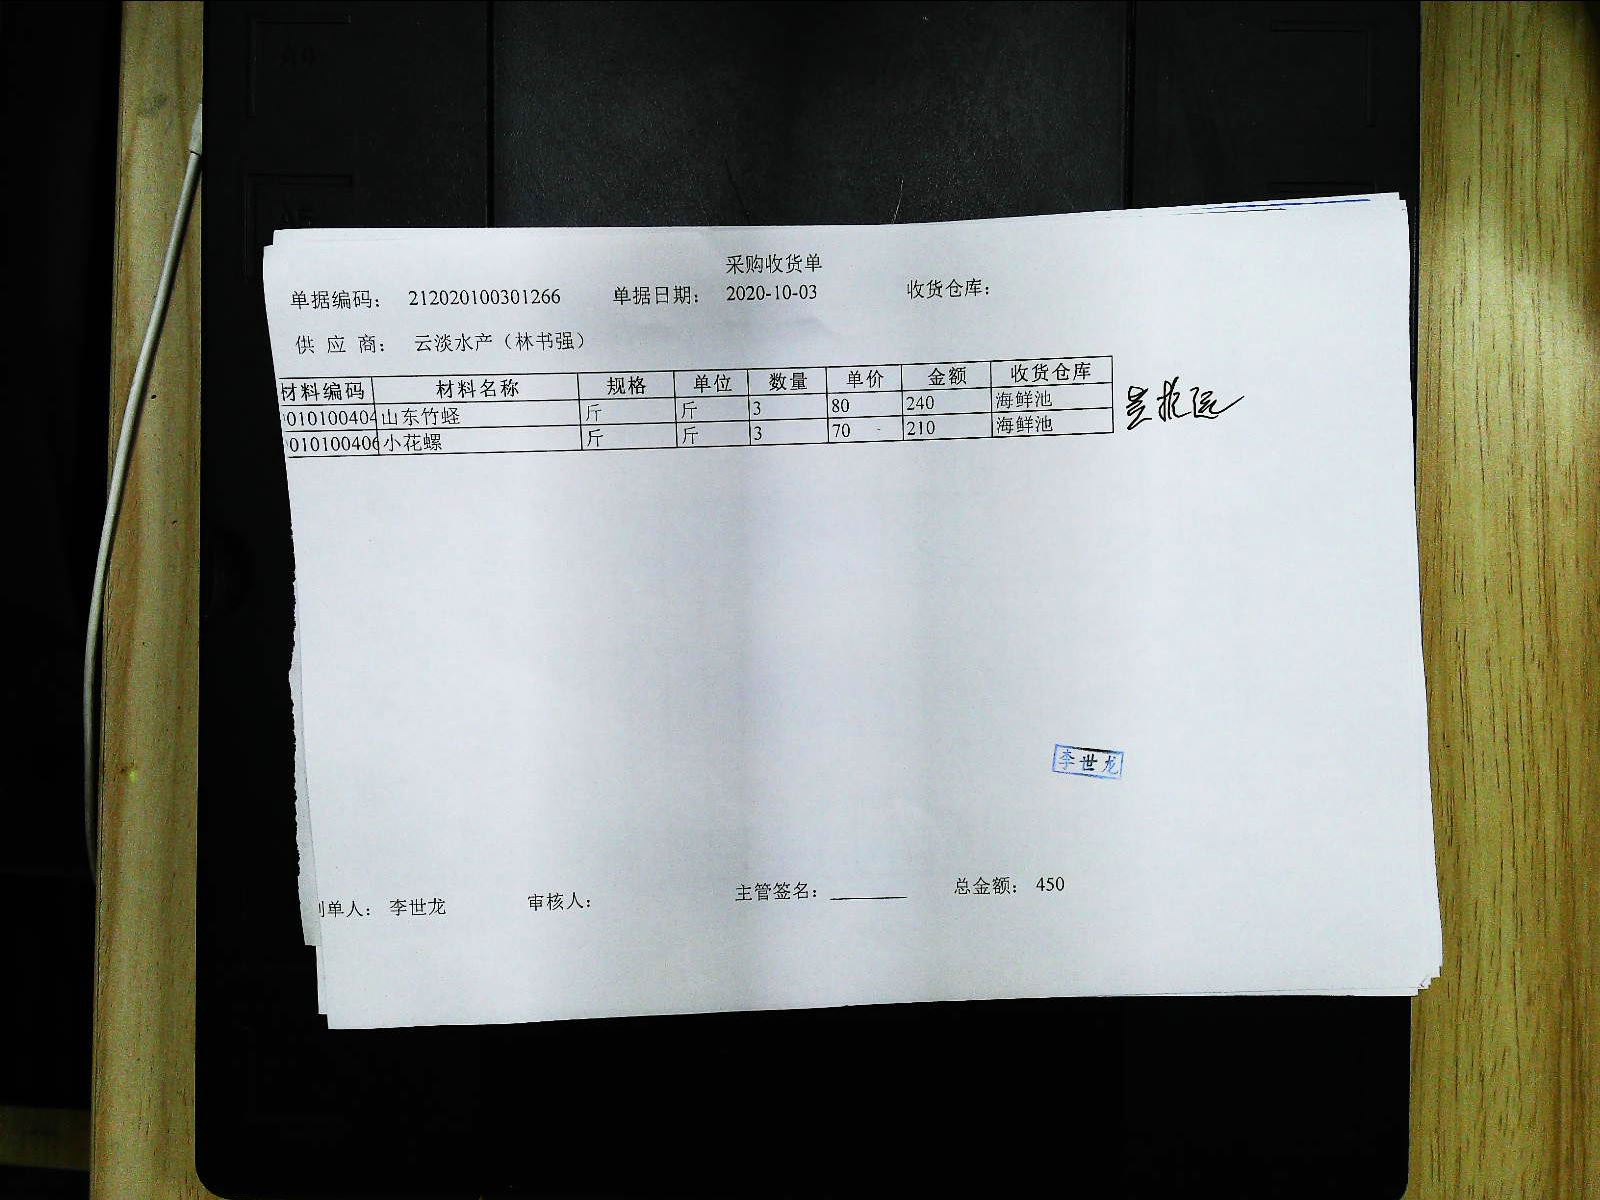 采购收货单
单据编码： 212020100301266 单据日期： 2020-10-03 收货仓库：
供 应 商： 云淡水产（林书强）
材料编码 材料名称 规格 单位 数量 单价 金额 收货仓库
010100404 山东竹蛏 斤 斤 3 80 240 海鲜池
010100406 小花螺 斤 斤 3 70 210 海鲜池
李世龙
制单人： 李世龙 审核人： 主管签名： 总金额： 450